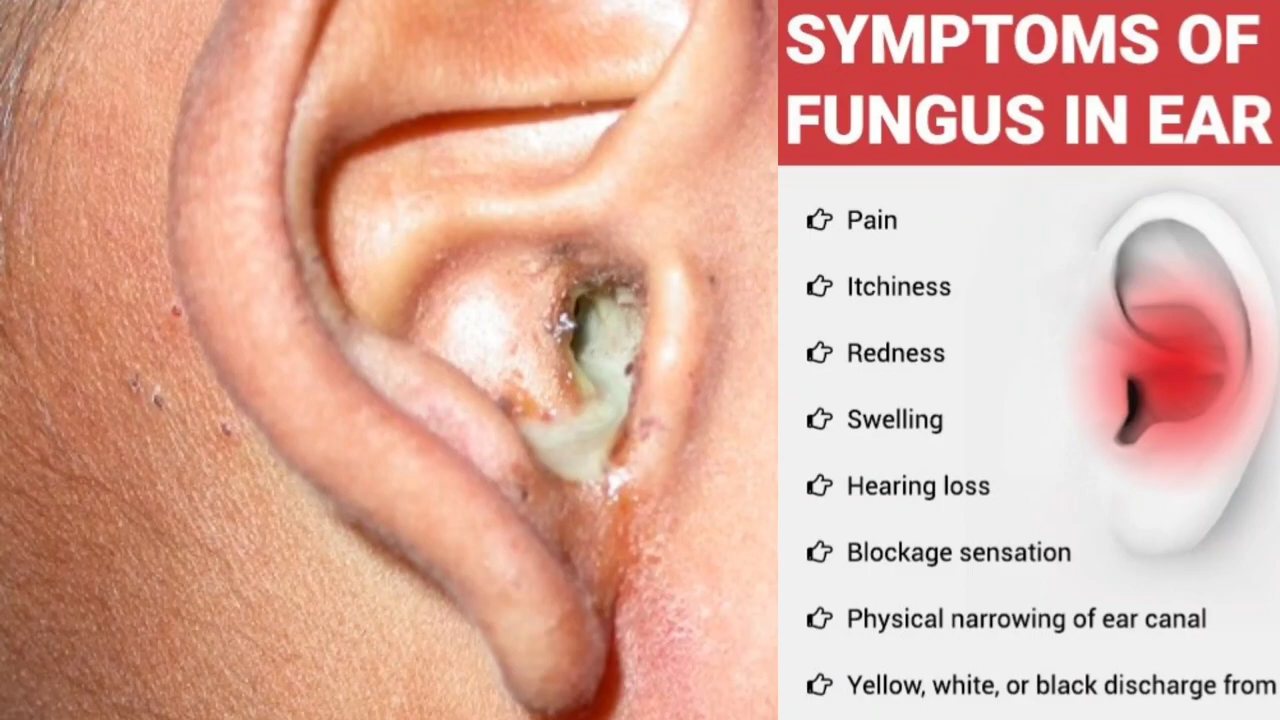 SYMPTOMS OF
FUNGUS IN EAR
Pain
Itchiness
Redness
Swelling
Hearing loss
Blockage sensation
Physical narrowing of ear canal
Yellow, white, or black discharge from